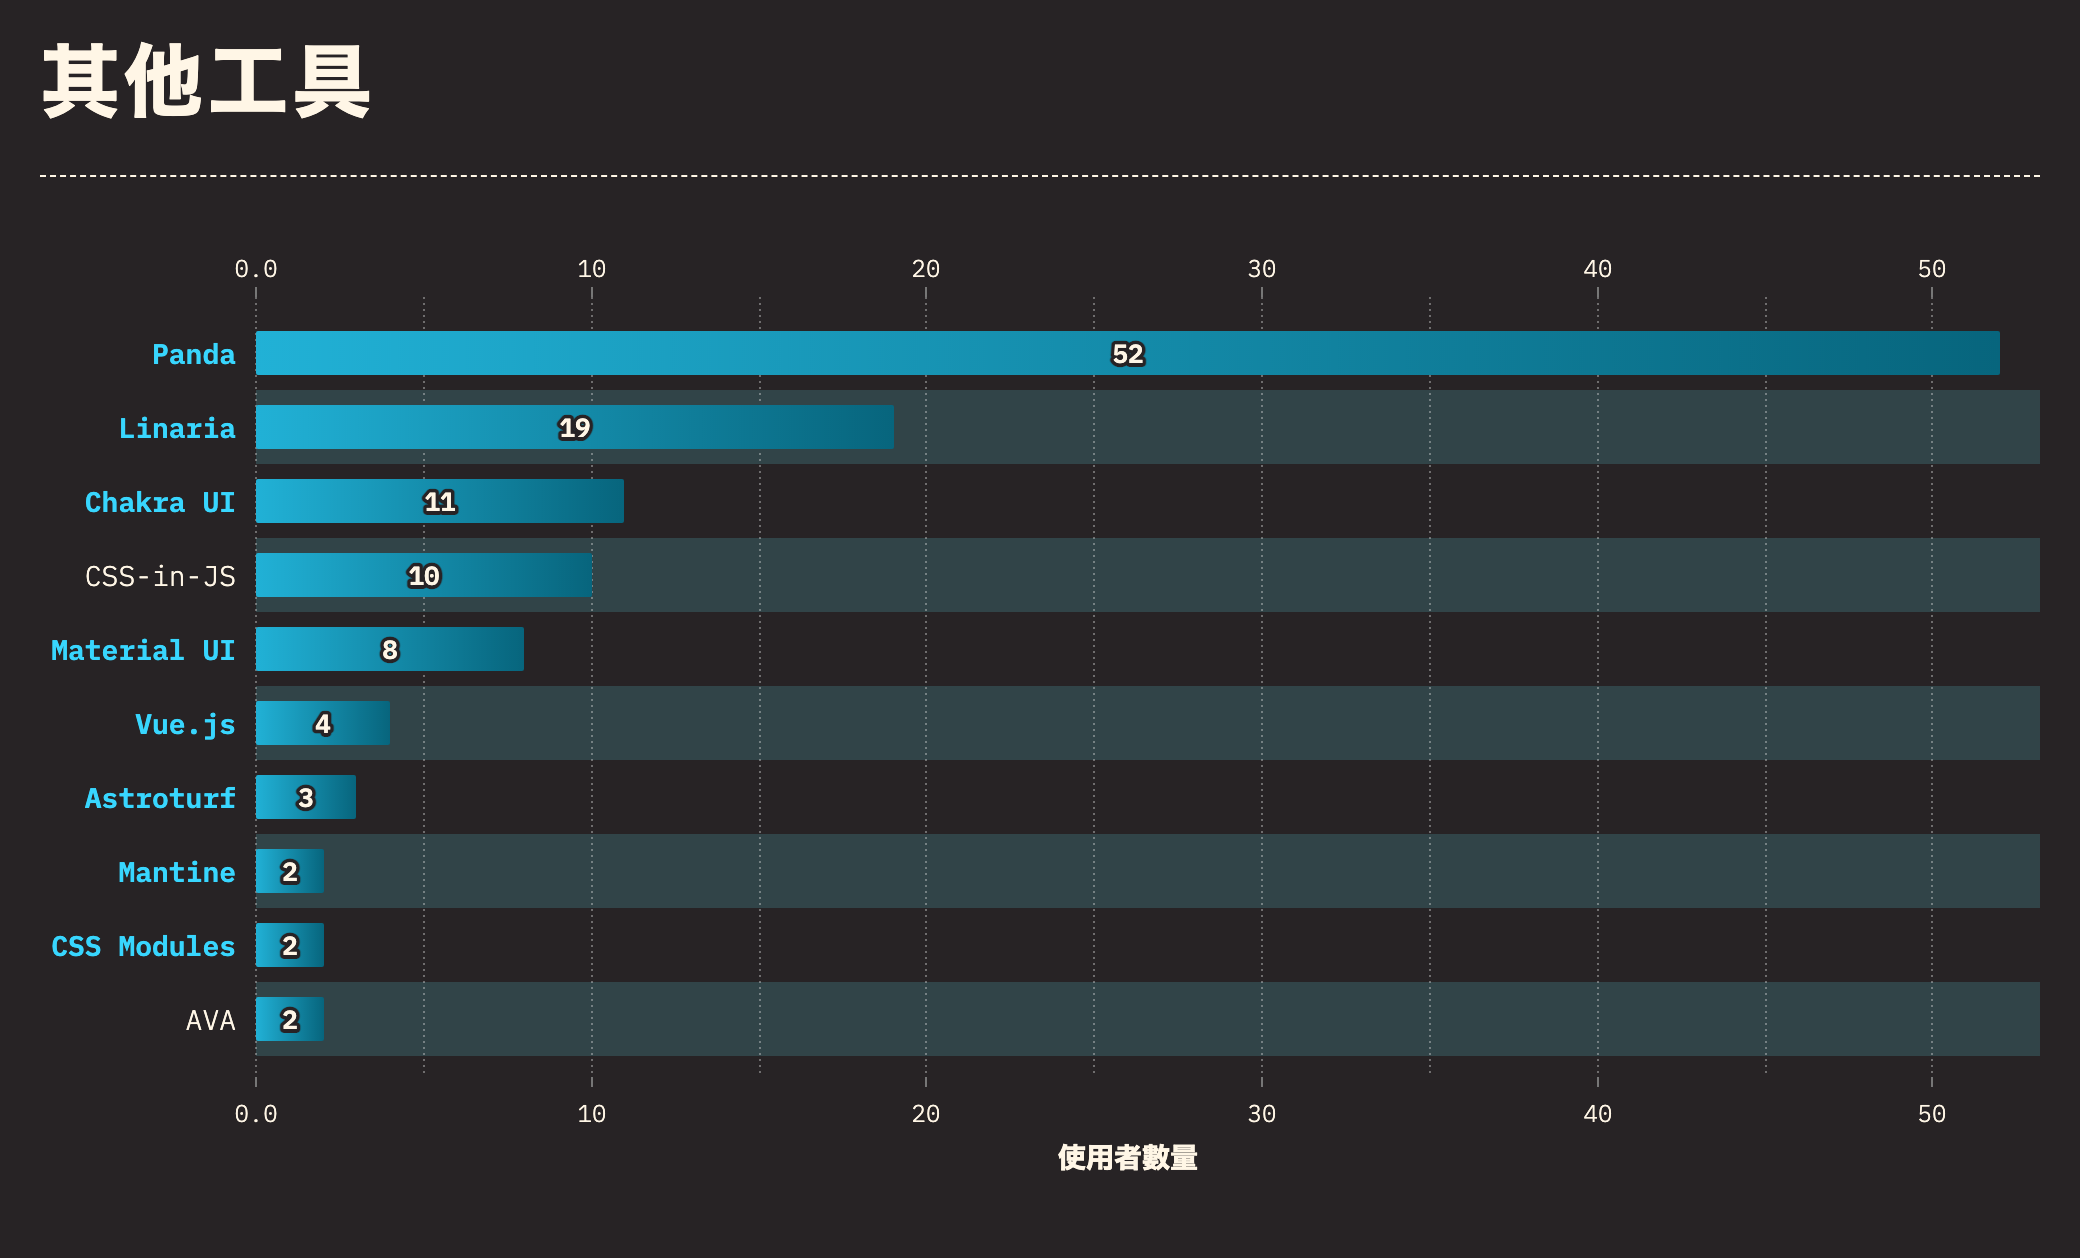 其他工具
0.0 10 20 30 40 50
Panda 52
Linaria 19
Chakra UI 11
CSS-in-JS 10
Material UI 8
Vue.js 4
Astroturf 3
Mantine 2
CSS Modules 2
AVA 2
0.0 10 20 30 40 50
使用者數量